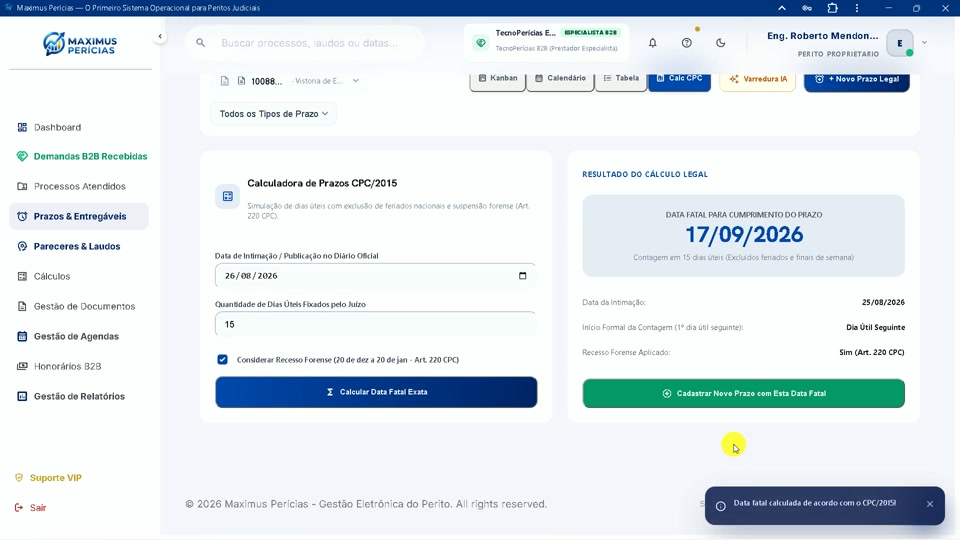 Maximus Perícias — O Primeiro Sistema Operacional para Peritos Judiciais
MAXIMUS
PERÍCIAS
Buscar processos, laudos ou datas...
TecnoPerícias E... ESPECIALISTA B2B
TecnoPerícias B2B (Prestador Especialista)
Eng. Roberto Mendon...
PERITO PROPRIETARIO
E
10088... · Vistoria de E...
Kanban
Calendário
Tabela
Calc CPC
Varredura IA
+ Novo Prazo Legal
Todos os Tipos de Prazo
Dashboard
Demandas B2B Recebidas
Processos Atendidos
Prazos & Entregáveis
Pareceres & Laudos
Cálculos
Gestão de Documentos
Gestão de Agendas
Honorários B2B
Gestão de Relatórios
Suporte VIP
Sair
Calculadora de Prazos CPC/2015
Simulação de dias úteis com exclusão de feriados nacionais e suspensão forense (Art.
220 CPC).
Data de Intimação / Publicação no Diário Oficial
26/08/2026
Quantidade de Dias Úteis Fixados pelo Juízo
15
Considerar Recesso Forense (20 de dez a 20 de jan - Art. 220 CPC)
Calcular Data Fatal Exata
RESULTADO DO CÁLCULO LEGAL
DATA FATAL PARA CUMPRIMENTO DO PRAZO
17/09/2026
Contagem em 15 dias úteis (Excluídos feriados e finais de semana)
Data da Intimação: 25/08/2026
Início Formal da Contagem (1º dia útil seguinte): Dia Útil Seguinte
Recesso Forense Aplicado: Sim (Art. 220 CPC)
Cadastrar Novo Prazo com Esta Data Fatal
© 2026 Maximus Perícias - Gestão Eletrônica do Perito. All rights reserved.
Data fatal calculada de acordo com o CPC/2015!